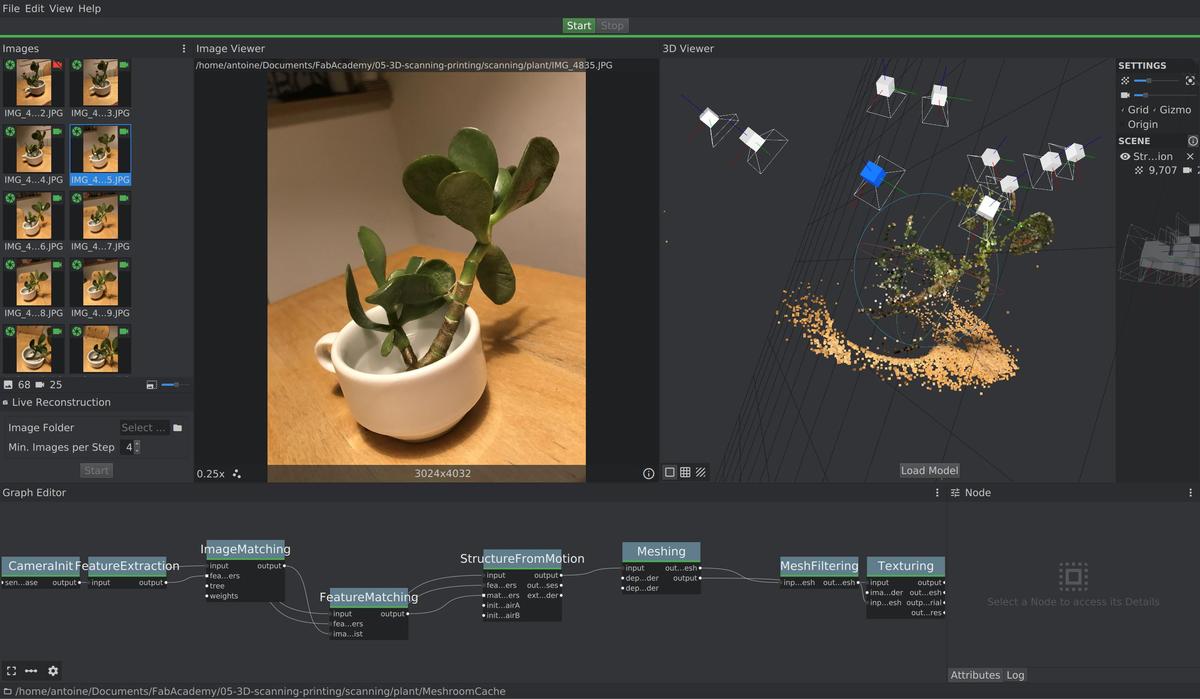 File Edit View Help
Start Stop
Images
IMG_4...2.JPG IMG_4...3.JPG
IMG_4...4.JPG IMG_4...5.JPG
IMG_4...6.JPG IMG_4...7.JPG
IMG_4...8.JPG IMG_4...9.JPG
68 25
Live Reconstruction
Image Folder Select ...
Min. Images per Step 4
Start
Image Viewer
/home/antoine/Documents/FabAcademy/05-3D-scanning-printing/scanning/plant/IMG_4835.JPG
0.25x 3024x4032
3D Viewer
Load Model
SETTINGS
Grid Gizmo
Origin
SCENE
Str...ion
9,707
Graph Editor
CameraInit
sen...ase output
FeatureExtraction
input output
ImageMatching
input output
fea...ers
tree
weights
FeatureMatching
input output
fea...ers
ima...ist
StructureFromMotion
input output
fea...ers out...ses
mat...ers ext...der
init...airA
init...airB
Meshing
input out...esh
dep...der output
dep...der
MeshFiltering
inp...esh out...esh
Texturing
input output
ima...der out...esh
inp...esh outp...rial
out...res
Node
Select a Node to access its Details
Attributes Log
/home/antoine/Documents/FabAcademy/05-3D-scanning-printing/scanning/plant/MeshroomCache